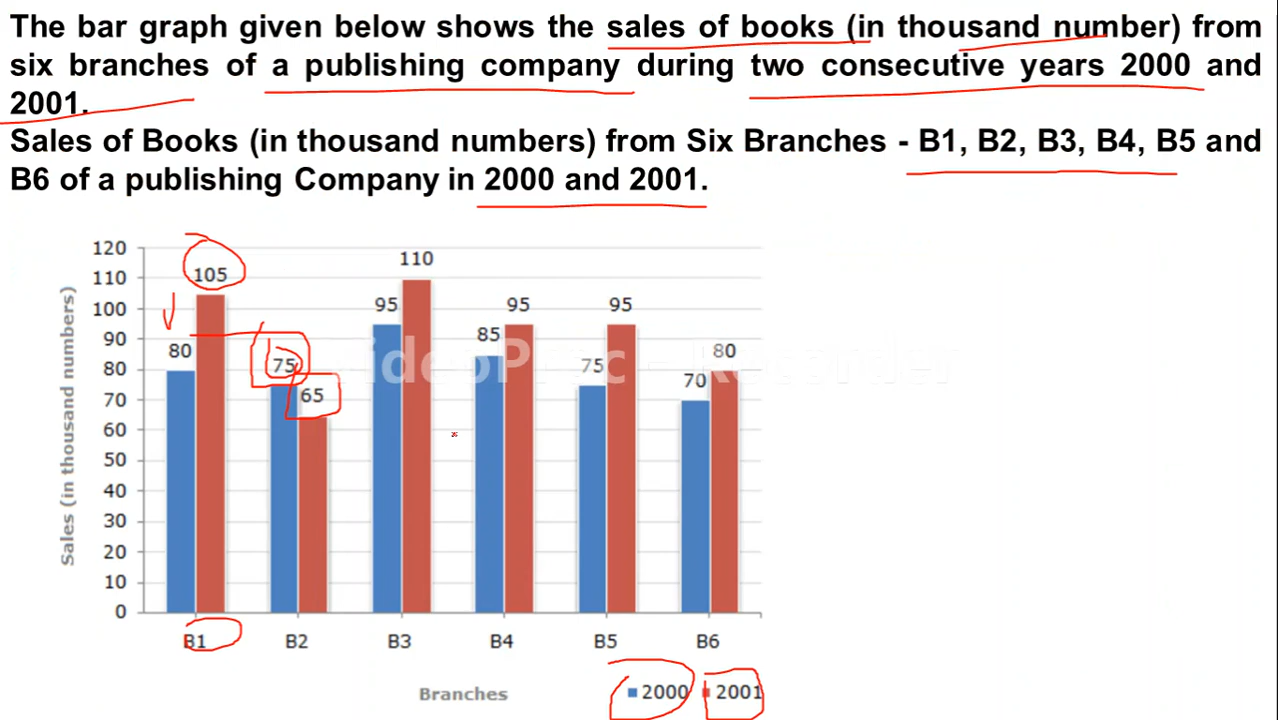 The bar graph given below shows the sales of books (in thousand number) from
six branches of a publishing company during two consecutive years 2000 and
2001.
Sales of Books (in thousand numbers) from Six Branches - B1, B2, B3, B4, B5 and
B6 of a publishing Company in 2000 and 2001.
120
110
100
90
80
70
60
50
40
30
20
10
0
Sales (in thousand numbers)
80
105
75
65
95
110
85
95
75
95
70
80
B1
B2
B3
B4
B5
B6
Branches
2000
2001